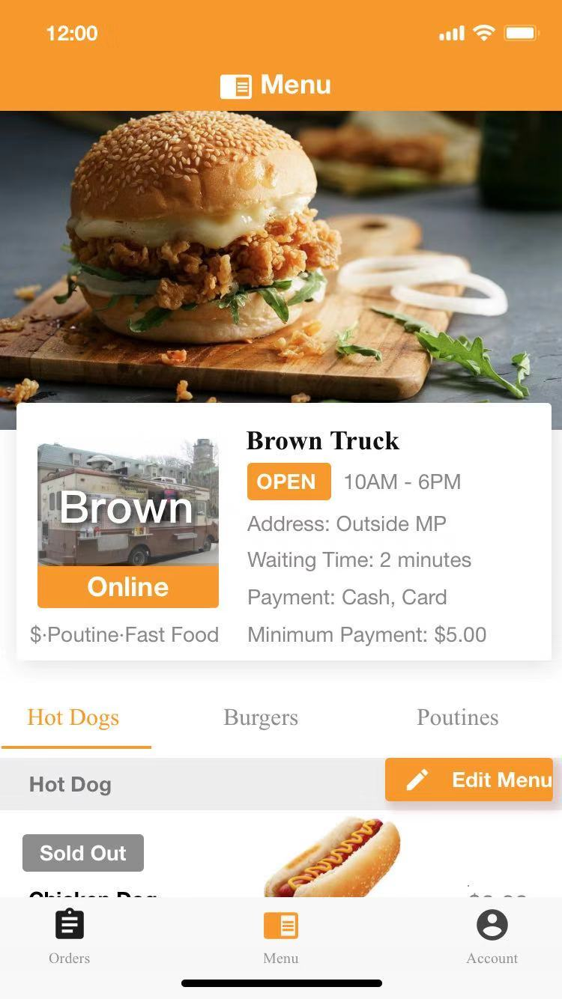 12:00
Menu
Brown Truck
OPEN 10AM - 6PM
Brown
Address: Outside MP
Waiting Time: 2 minutes
Online
Payment: Cash, Card
$·Poutine·Fast Food
Minimum Payment: $5.00
Hot Dogs Burgers Poutines
Hot Dog
Edit Menu
Sold Out
Chicken Dog
Orders Menu Account